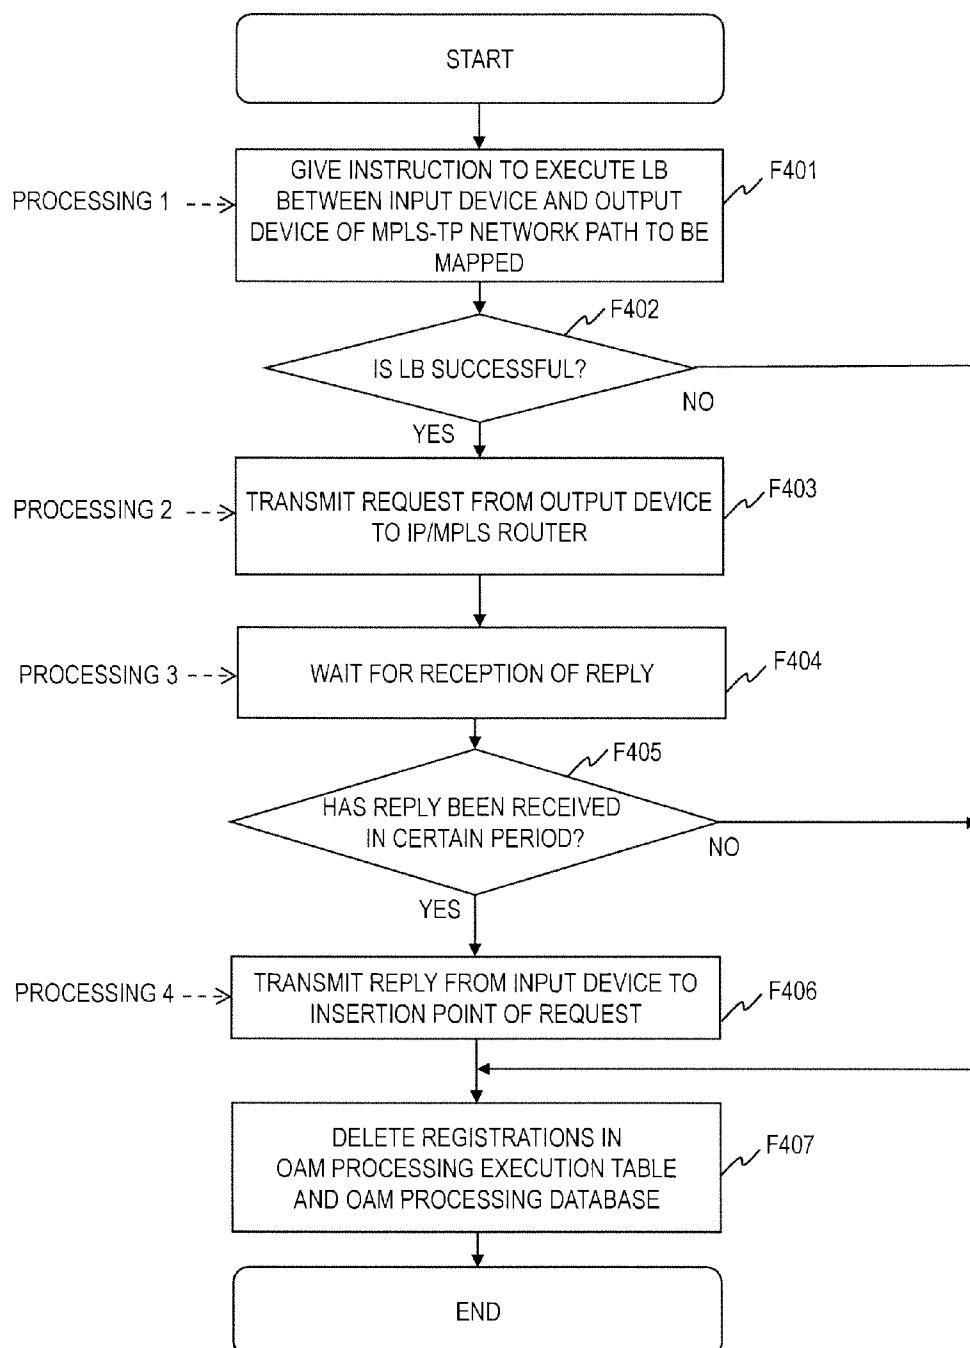 START
PROCESSING 1
GIVE INSTRUCTION TO EXECUTE LB
BETWEEN INPUT DEVICE AND OUTPUT
DEVICE OF MPLS-TP NETWORK PATH TO BE
MAPPED
F401
F402
IS LB SUCCESSFUL?
NO
YES
PROCESSING 2
TRANSMIT REQUEST FROM OUTPUT DEVICE
TO IP/MPLS ROUTER
F403
PROCESSING 3
WAIT FOR RECEPTION OF REPLY
F404
F405
HAS REPLY BEEN RECEIVED
IN CERTAIN PERIOD?
NO
YES
PROCESSING 4
TRANSMIT REPLY FROM INPUT DEVICE TO
INSERTION POINT OF REQUEST
F406
DELETE REGISTRATIONS IN
OAM PROCESSING EXECUTION TABLE
AND OAM PROCESSING DATABASE
F407
END